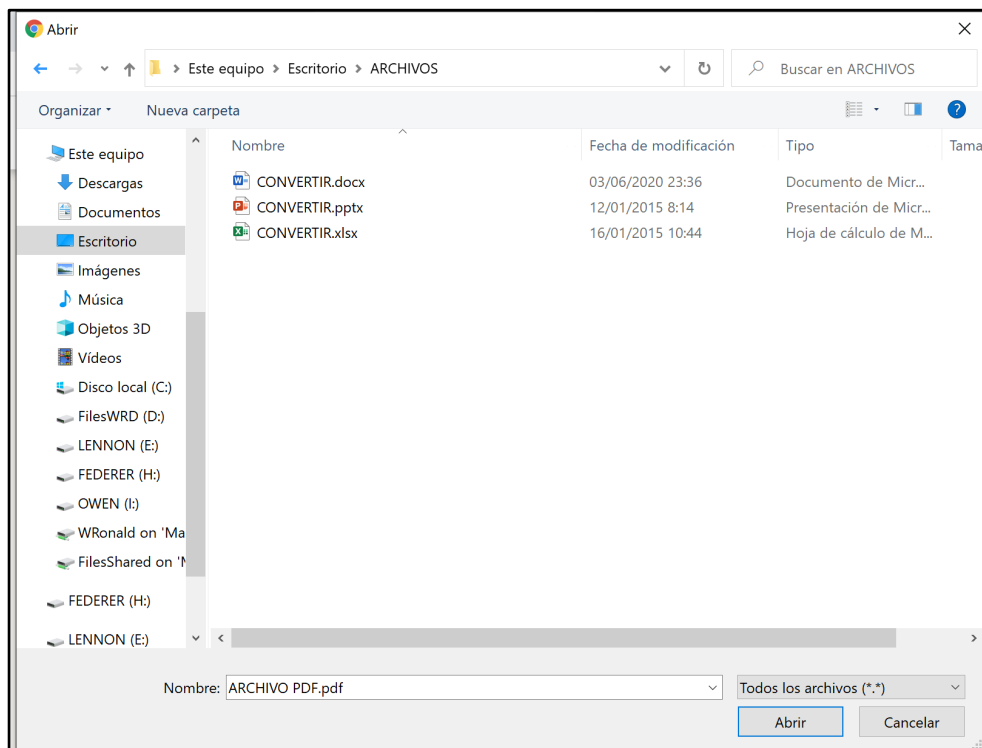 Abrir
Este equipo > Escritorio > ARCHIVOS
Buscar en ARCHIVOS
Organizar
Nueva carpeta
Nombre Fecha de modificación Tipo Tama
Este equipo
Descargas
Documentos
Escritorio
Imágenes
Música
Objetos 3D
Vídeos
Disco local (C:)
FilesWRD (D:)
LENNON (E:)
FEDERER (H:)
OWEN (I:)
WRonald on 'Ma
FilesShared on 'M
FEDERER (H:)
LENNON (E:)
CONVERTIR.docx 03/06/2020 23:36 Documento de Micr...
CONVERTIR.pptx 12/01/2015 8:14 Presentación de Micr...
CONVERTIR.xlsx 16/01/2015 10:44 Hoja de cálculo de M...
Nombre: ARCHIVO PDF.pdf
Todos los archivos (*.*)
Abrir
Cancelar